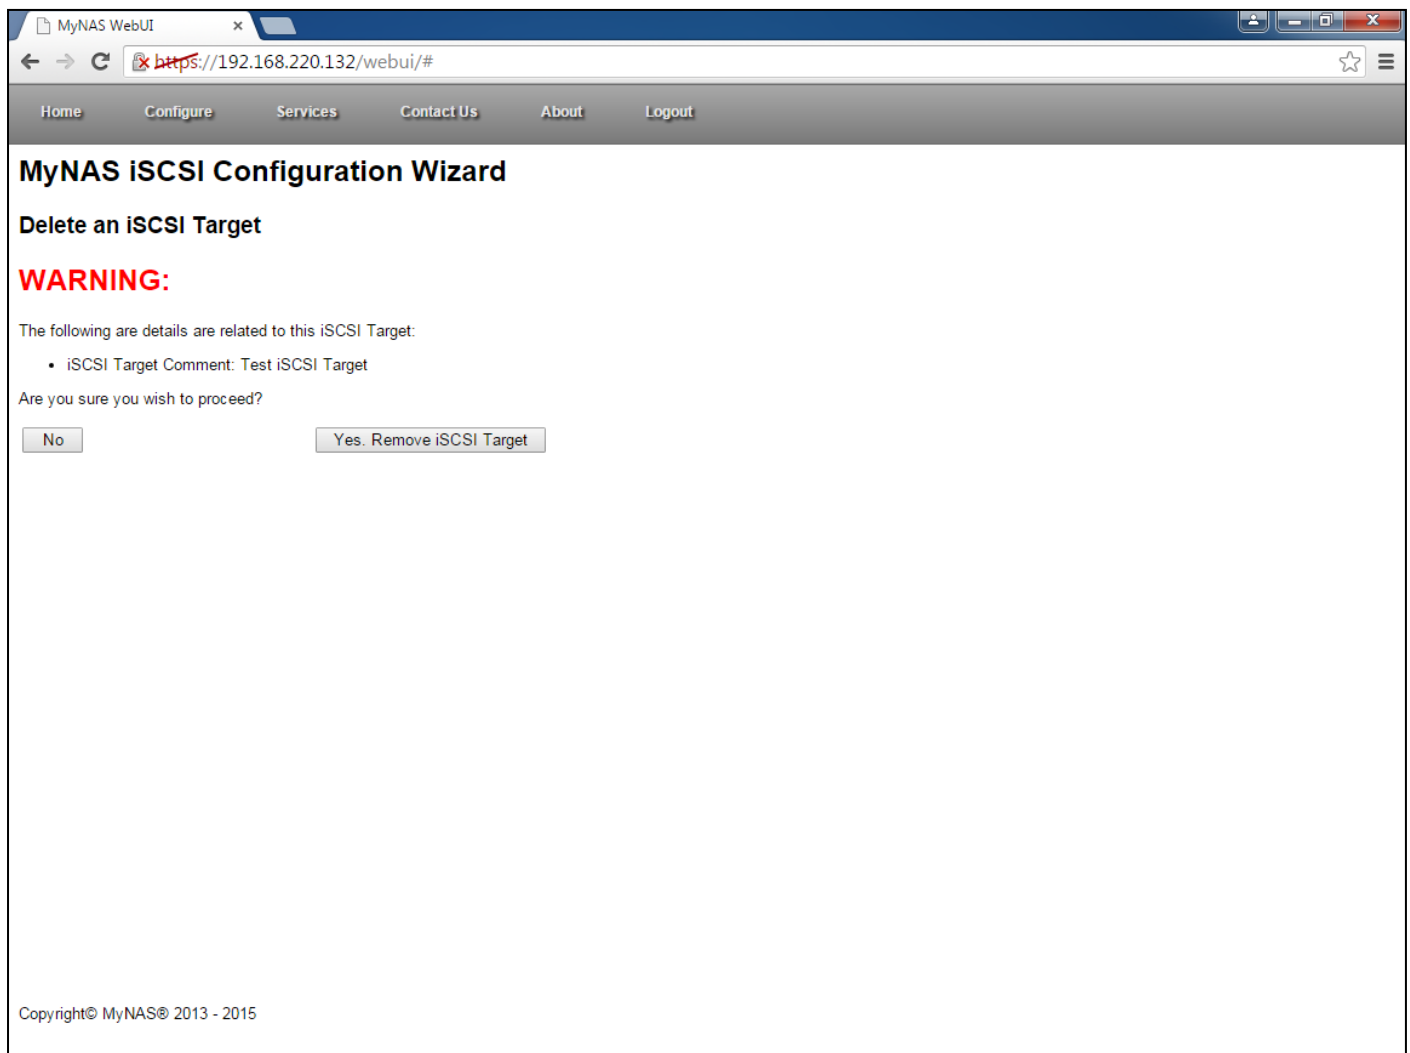 MyNAS WebUI
https://192.168.220.132/webui/#
Home Configure Services Contact Us About Logout
MyNAS iSCSI Configuration Wizard
Delete an iSCSI Target
WARNING:
The following are details are related to this iSCSI Target:
• iSCSI Target Comment: Test iSCSI Target
Are you sure you wish to proceed?
No Yes. Remove iSCSI Target
Copyright© MyNAS® 2013 - 2015